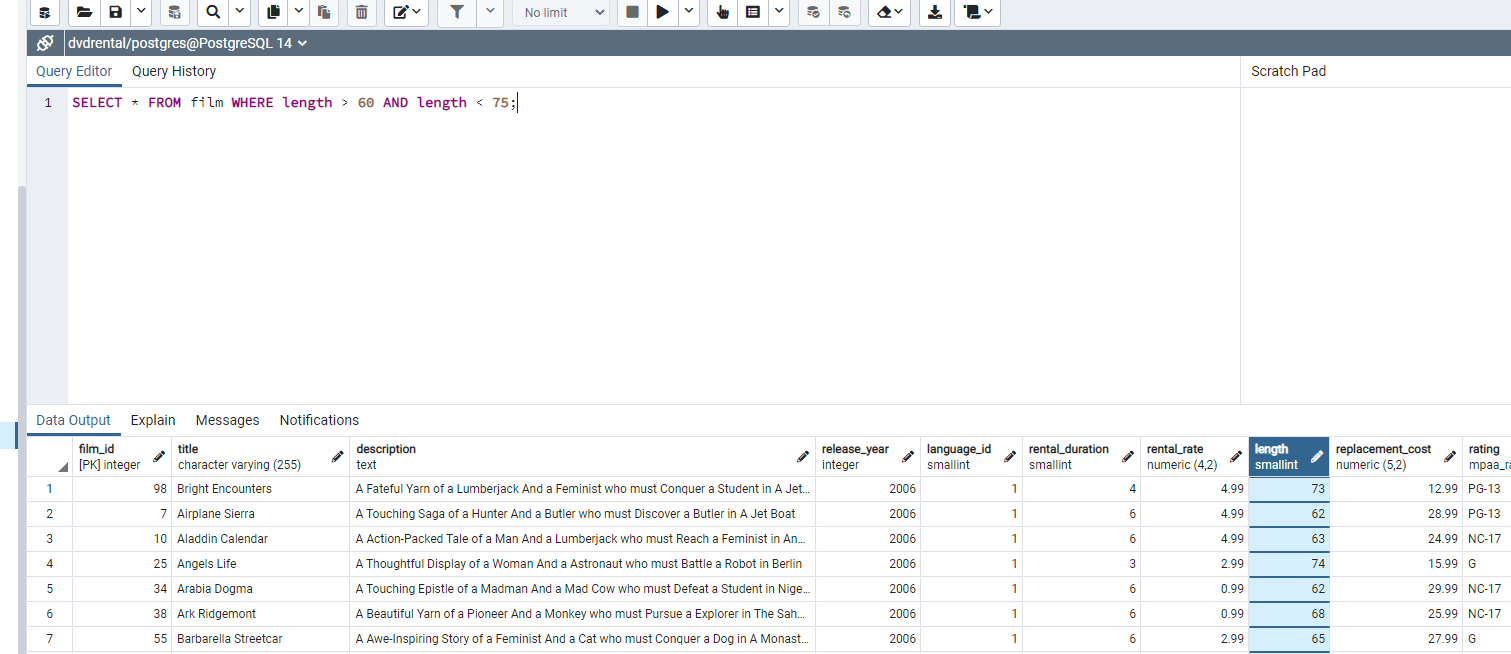 No limit
dvdrental/postgres@PostgreSQL 14
Query Editor Query History Scratch Pad
1 SELECT * FROM film WHERE length > 60 AND length < 75;
Data Output Explain Messages Notifications
film_id title description release_year language_id rental_duration rental_rate length replacement_cost rating
[PK] integer character varying (255) text integer smallint smallint numeric (4,2) smallint numeric (5,2) mpaa_ra
1 98 Bright Encounters A Fateful Yarn of a Lumberjack And a Feminist who must Conquer a Student in A Jet... 2006 1 4 4.99 73 12.99 PG-13
2 7 Airplane Sierra A Touching Saga of a Hunter And a Butler who must Discover a Butler in A Jet Boat 2006 1 6 4.99 62 28.99 PG-13
3 10 Aladdin Calendar A Action-Packed Tale of a Man And a Lumberjack who must Reach a Feminist in An... 2006 1 6 4.99 63 24.99 NC-17
4 25 Angels Life A Thoughtful Display of a Woman And a Astronaut who must Battle a Robot in Berlin 2006 1 3 2.99 74 15.99 G
5 34 Arabia Dogma A Touching Epistle of a Madman And a Mad Cow who must Defeat a Student in Nige... 2006 1 6 0.99 62 29.99 NC-17
6 38 Ark Ridgemont A Beautiful Yarn of a Pioneer And a Monkey who must Pursue a Explorer in The Sah... 2006 1 6 0.99 68 25.99 NC-17
7 55 Barbarella Streetcar A Awe-Inspiring Story of a Feminist And a Cat who must Conquer a Dog in A Monast... 2006 1 6 2.99 65 27.99 G